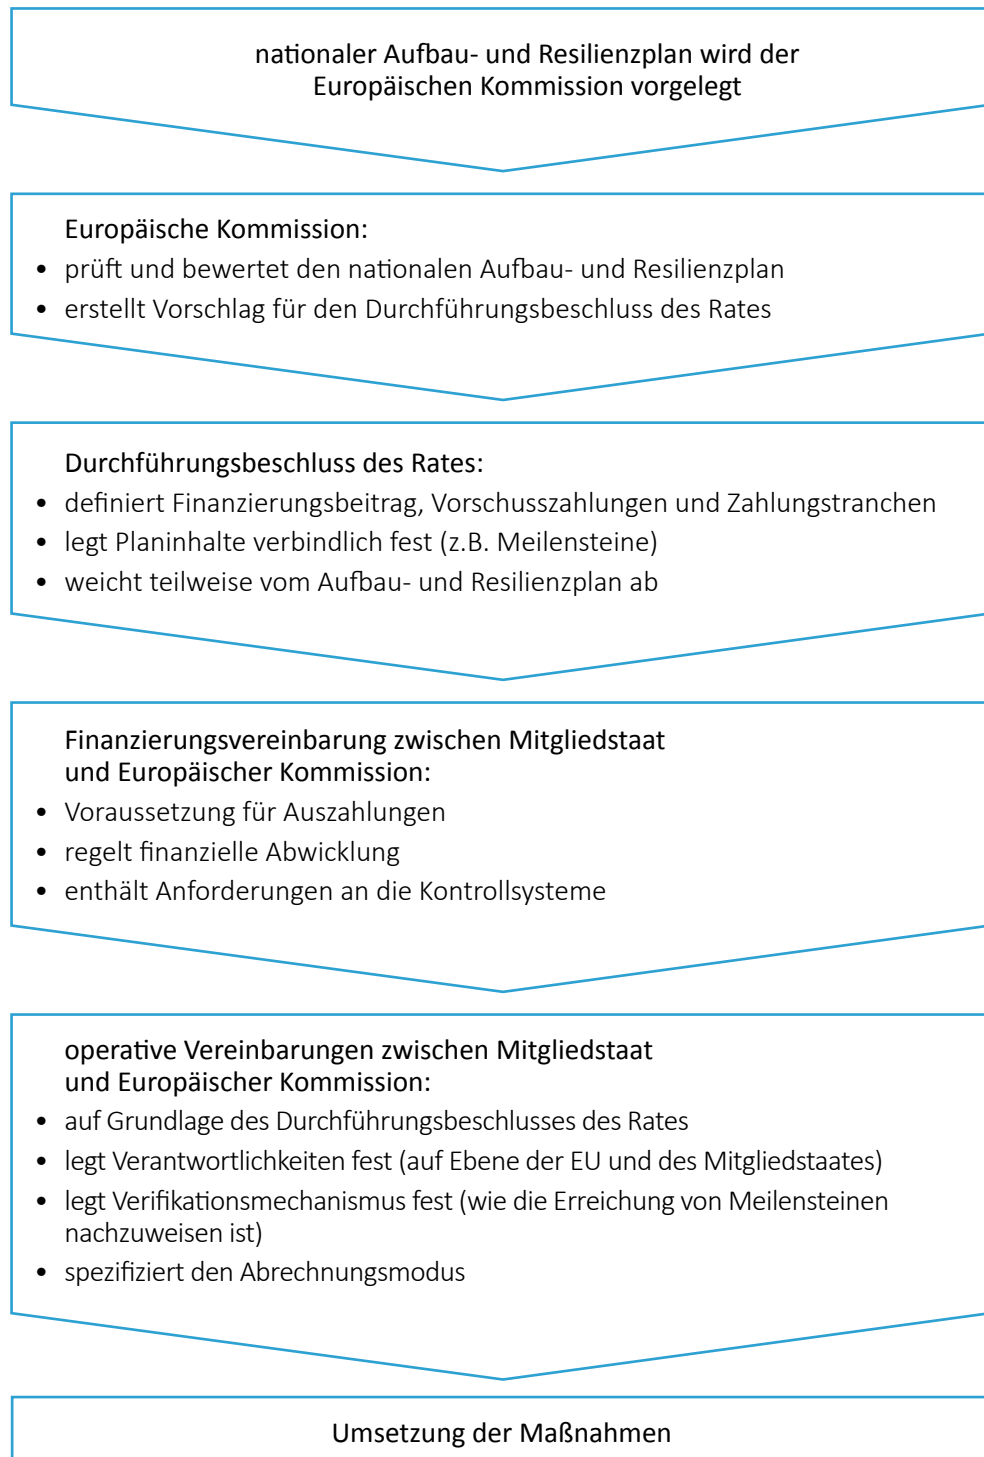 nationaler Aufbau- und Resilienzplan wird der
Europäischen Kommission vorgelegt
Europäische Kommission:
• prüft und bewertet den nationalen Aufbau- und Resilienzplan
• erstellt Vorschlag für den Durchführungsbeschluss des Rates
Durchführungsbeschluss des Rates:
• definiert Finanzierungsbeitrag, Vorschusszahlungen und Zahlungstranchen
• legt Planinhalte verbindlich fest (z.B. Meilensteine)
• weicht teilweise vom Aufbau- und Resilienzplan ab
Finanzierungsvereinbarung zwischen Mitgliedstaat
und Europäischer Kommission:
• Voraussetzung für Auszahlungen
• regelt finanzielle Abwicklung
• enthält Anforderungen an die Kontrollsysteme
operative Vereinbarungen zwischen Mitgliedstaat
und Europäischer Kommission:
• auf Grundlage des Durchführungsbeschlusses des Rates
• legt Verantwortlichkeiten fest (auf Ebene der EU und des Mitgliedstaates)
• legt Verifikationsmechanismus fest (wie die Erreichung von Meilensteinen
nachzuweisen ist)
• spezifiziert den Abrechnungsmodus
Umsetzung der Maßnahmen